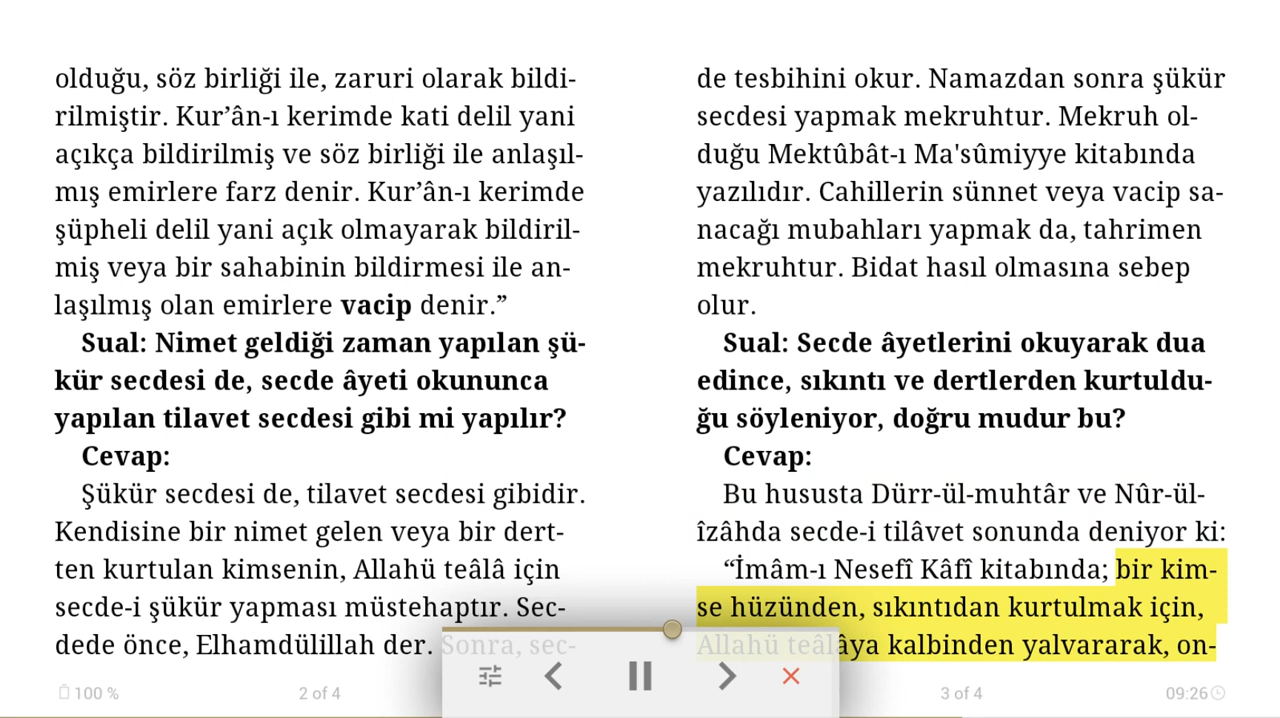 olduğu, söz birliği ile, zaruri olarak bildi-
rilmiştir. Kur’ân-ı kerimde kati delil yani
açıkça bildirilmiş ve söz birliği ile anlaşıl-
mış emirlere farz denir. Kur’ân-ı kerimde
şüpheli delil yani açık olmayarak bildiril-
miş veya bir sahabinin bildirmesi ile an-
laşılmış olan emirlere vacip denir.”
Sual: Nimet geldiği zaman yapılan şü-
kür secdesi de, secde âyeti okununca
yapılan tilavet secdesi gibi mi yapılır?
Cevap:
Şükür secdesi de, tilavet secdesi gibidir.
Kendisine bir nimet gelen veya bir dert-
ten kurtulan kimsenin, Allahü teâlâ için
secde-i şükür yapması müstehaptır. Sec-
dede önce, Elhamdülillah der. Sonra, sec-
de tesbihini okur. Namazdan sonra şükür
secdesi yapmak mekruhtur. Mekruh ol-
duğu Mektûbât-ı Ma'sûmiyye kitabında
yazılıdır. Cahillerin sünnet veya vacip sa-
nacağı mubahları yapmak da, tahrimen
mekruhtur. Bidat hasıl olmasına sebep
olur.
Sual: Secde âyetlerini okuyarak dua
edince, sıkıntı ve dertlerden kurtuldu-
ğu söyleniyor, doğru mudur bu?
Cevap:
Bu hususta Dürr-ül-muhtâr ve Nûr-ül-
îzâhda secde-i tilâvet sonunda deniyor ki:
“İmâm-ı Nesefî Kâfî kitabında; bir kim-
se hüzünden, sıkıntıdan kurtulmak için,
Allahü teâlâya kalbinden yalvararak, on-
100 %
2 of 4
3 of 4
09:26